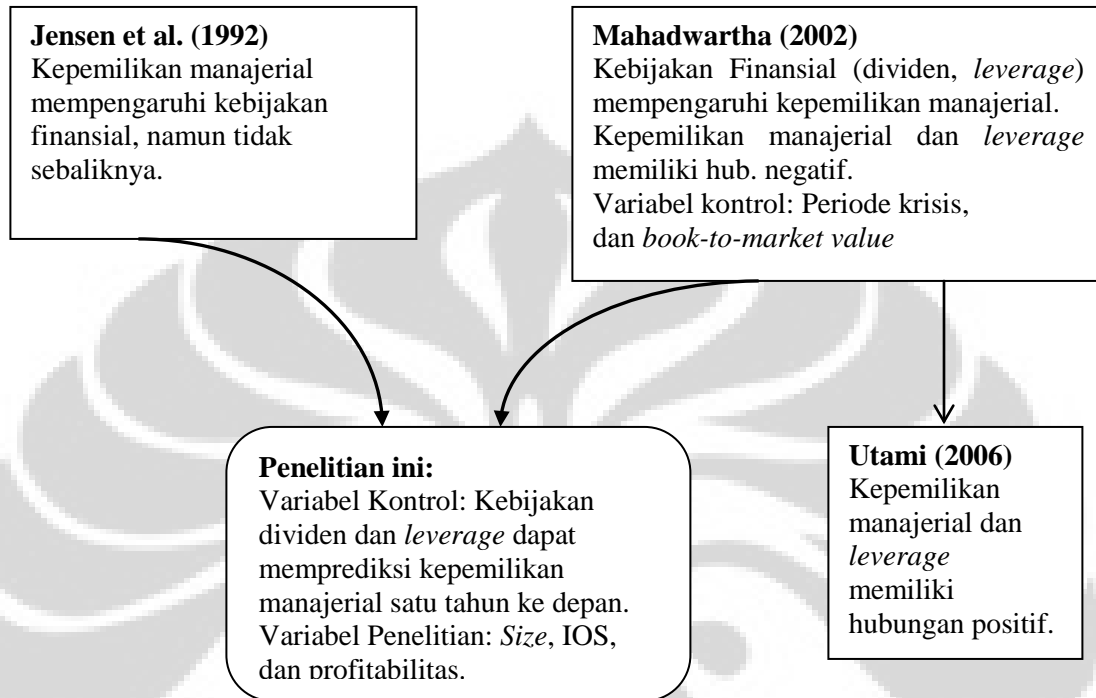 Jensen et al. (1992)
Kepemilikan manajerial
mempengaruhi kebijakan
finansial, namun tidak
sebaliknya.
Mahadwartha (2002)
Kebijakan Finansial (dividen, leverage)
mempengaruhi kepemilikan manajerial.
Kepemilikan manajerial dan leverage
memiliki hub. negatif.
Variabel kontrol: Periode krisis,
dan book-to-market value
Penelitian ini:
Variabel Kontrol: Kebijakan
dividen dan leverage dapat
memprediksi kepemilikan
manajerial satu tahun ke depan.
Variabel Penelitian: Size, IOS,
dan profitabilitas.
Utami (2006)
Kepemilikan
manajerial dan
leverage
memiliki
hubungan positif.